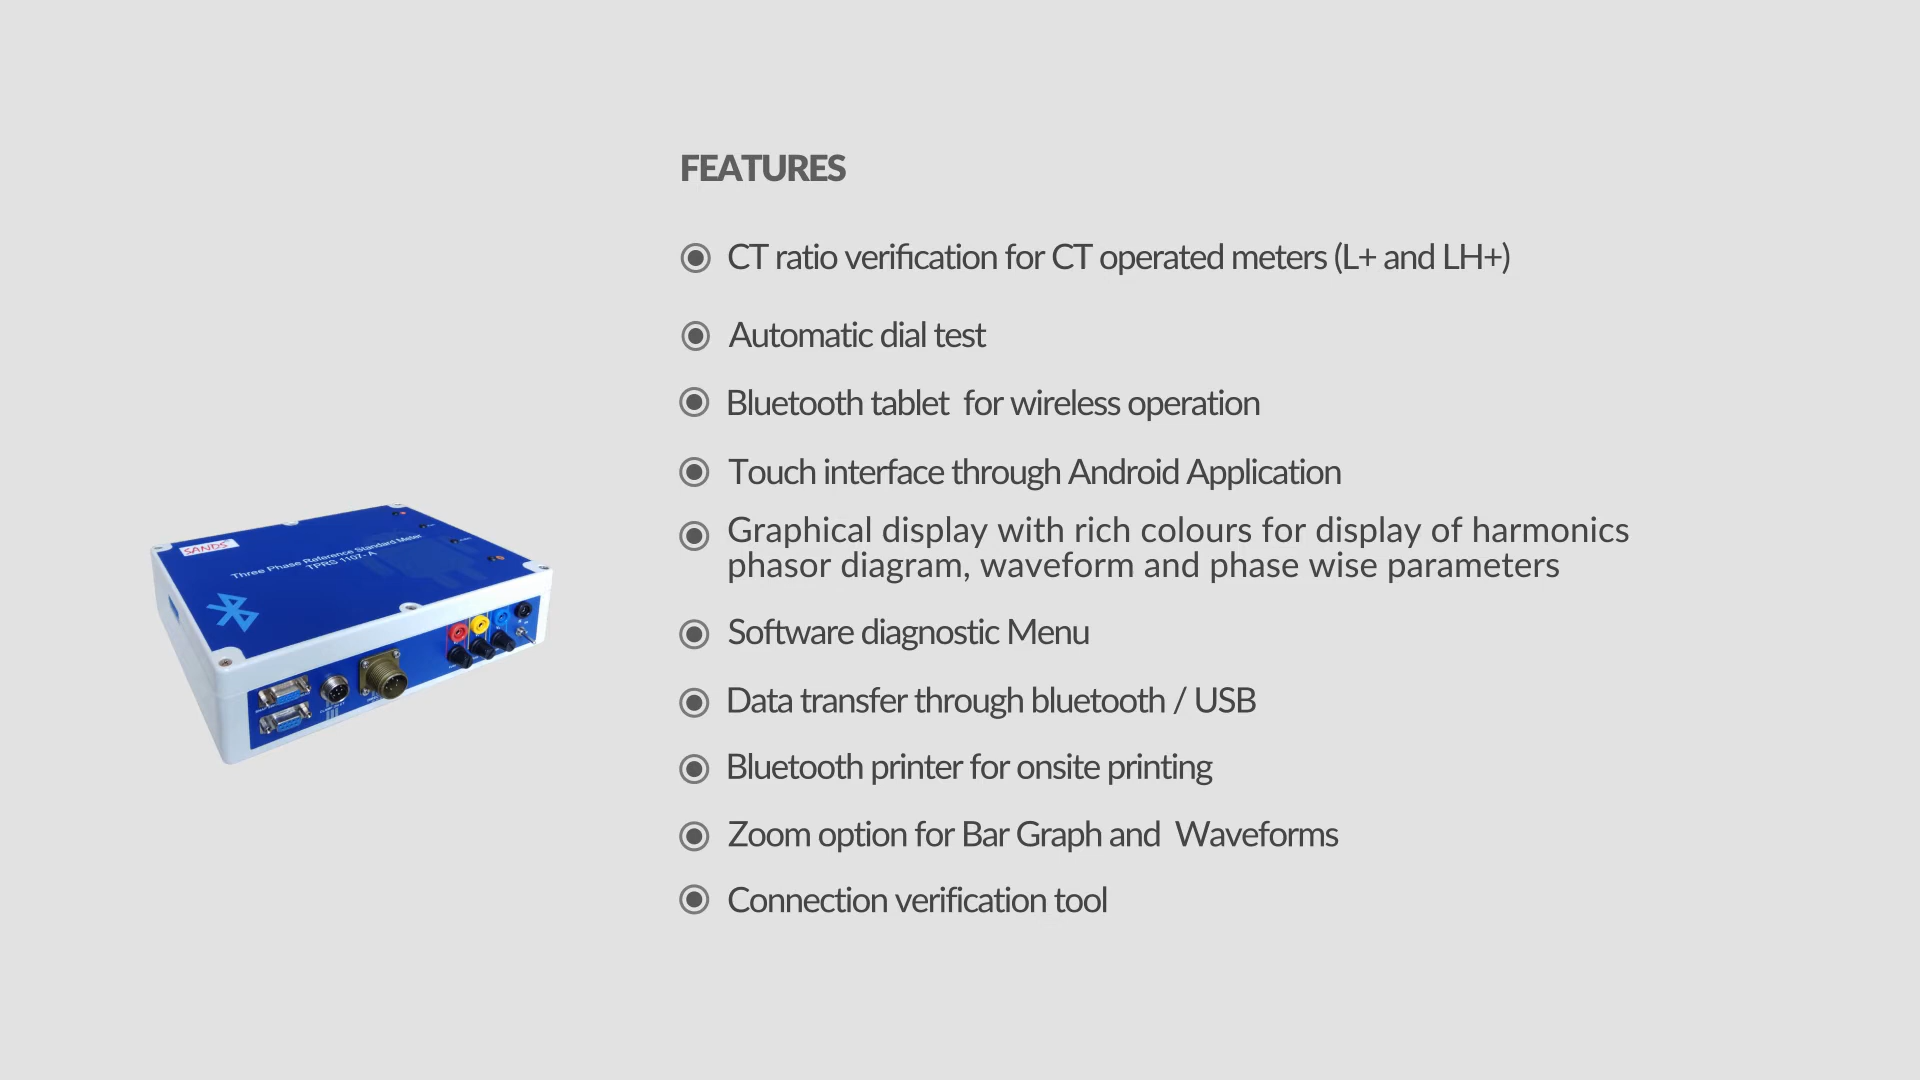 FEATURES
CT ratio verification for CT operated meters (L+ and LH+)
Automatic dial test
Bluetooth tablet for wireless operation
Touch interface through Android Application
Graphical display with rich colours for display of harmonics
phasor diagram, waveform and phase wise parameters
Software diagnostic Menu
Data transfer through bluetooth / USB
Bluetooth printer for onsite printing
Zoom option for Bar Graph and Waveforms
Connection verification tool
SANDS
Three Phase Reference Standard Meter
TPRS 1107- A